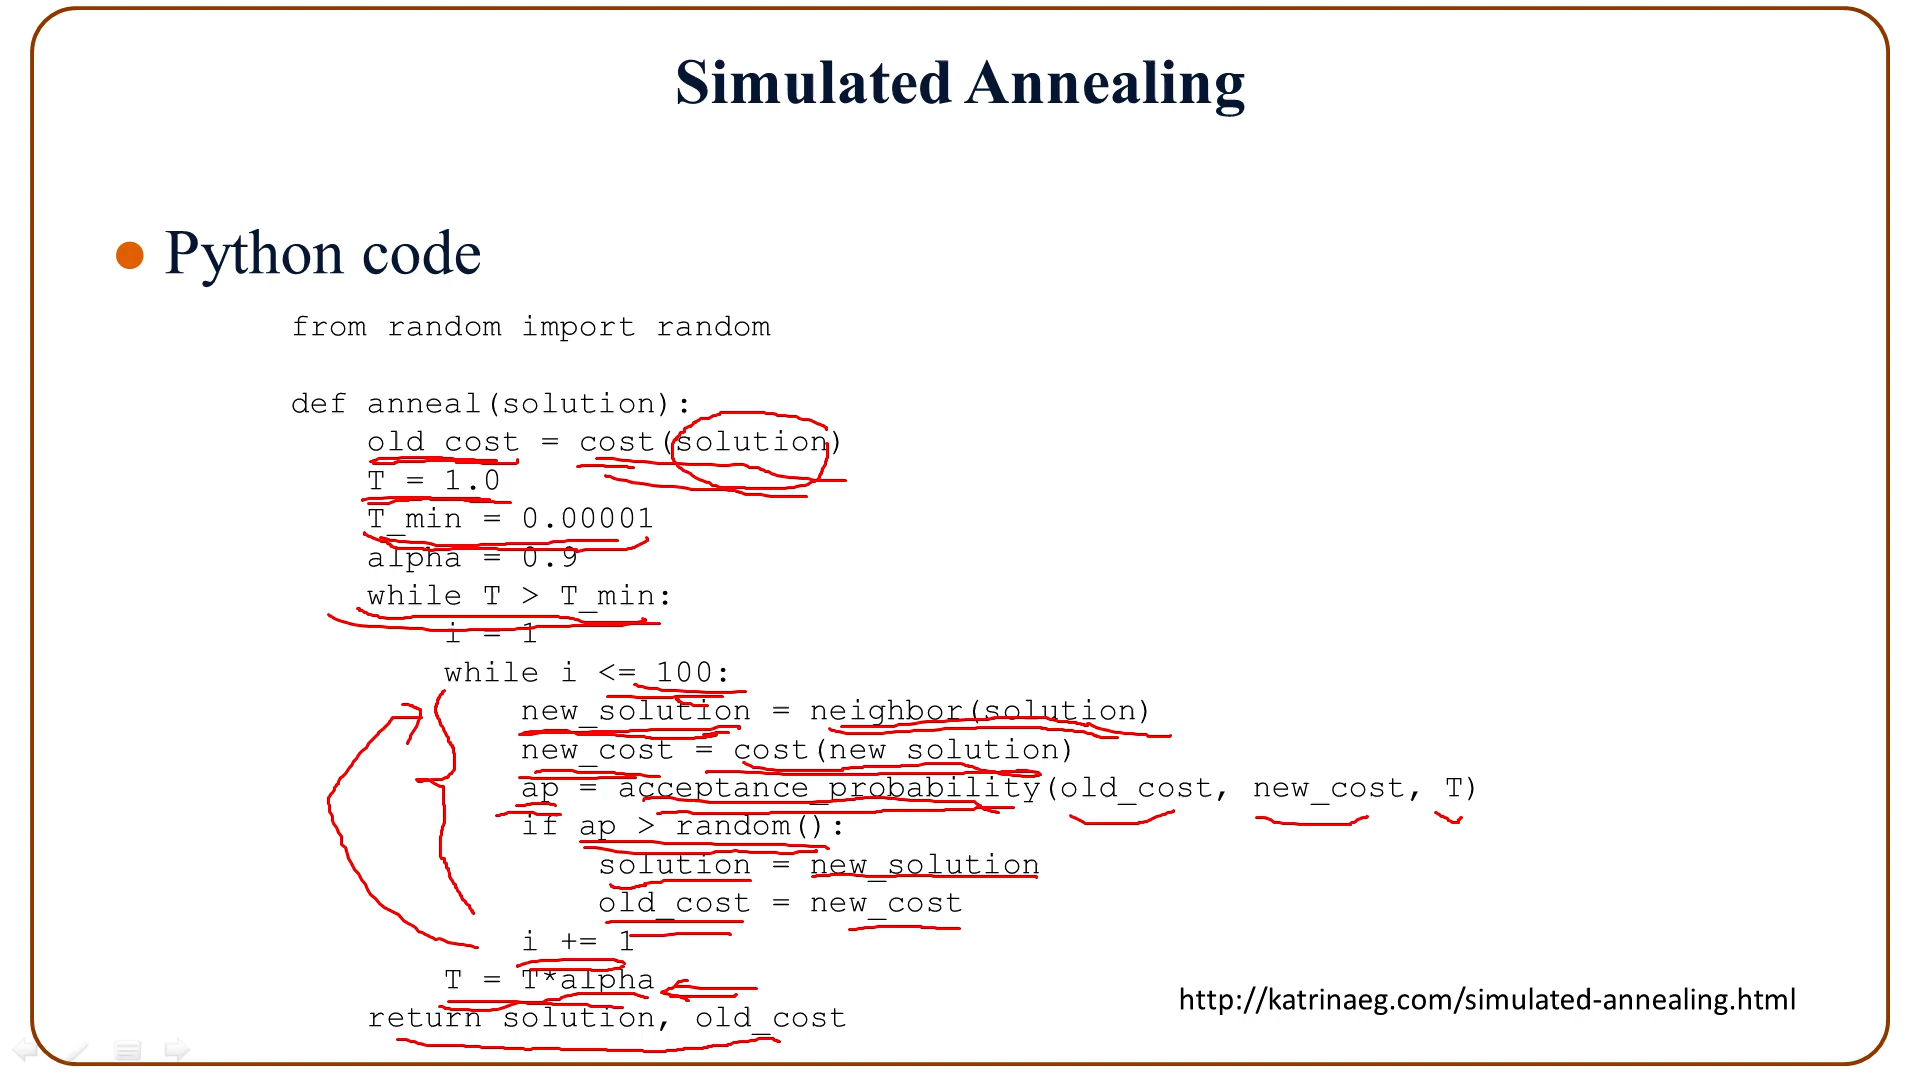 Simulated Annealing
Python code
from random import random
def anneal(solution):
old_cost = cost(solution)
T = 1.0
T_min = 0.00001
alpha = 0.9
while T > T_min:
i = 1
while i <= 100:
new_solution = neighbor(solution)
new_cost = cost(new_solution)
ap = acceptance_probability(old_cost, new_cost, T)
if ap > random():
solution = new_solution
old_cost = new_cost
i += 1
T = T*alpha
return solution, old_cost
http://katrinaeg.com/simulated-annealing.html